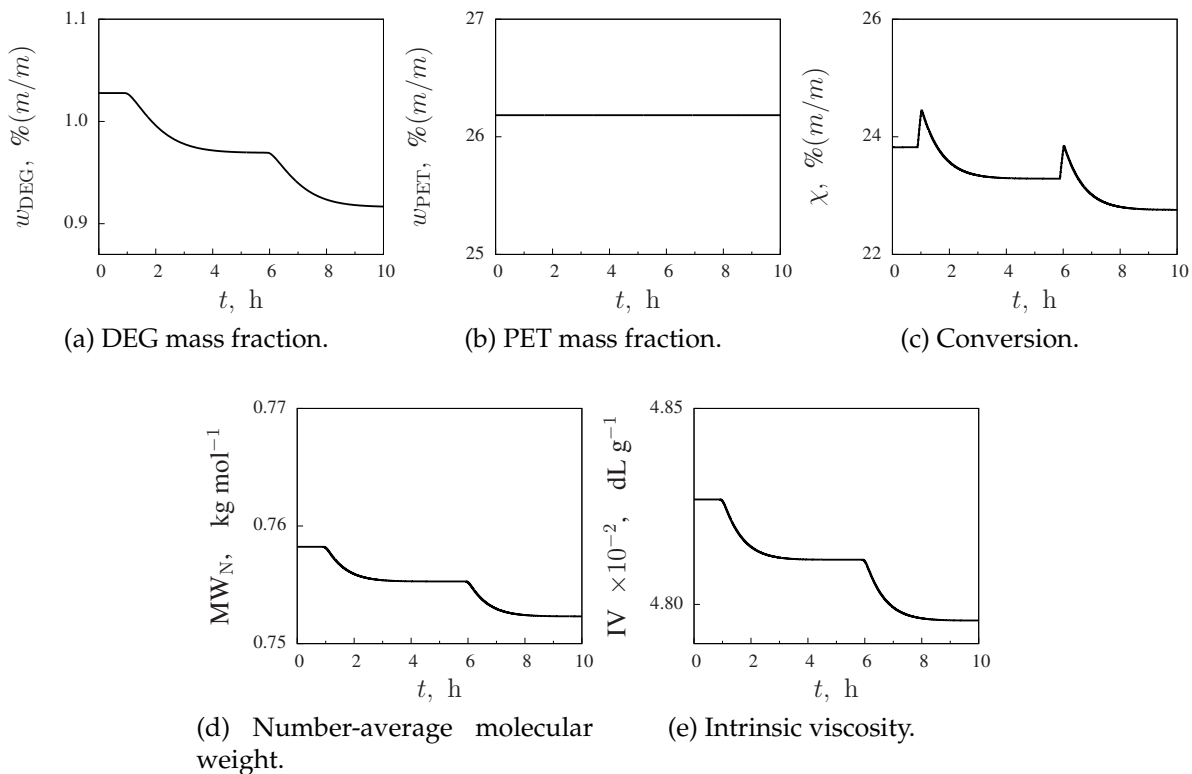 1.1
1.0
0.9
w_DEG, %(m/m)
0 2 4 6 8 10
t, h
(a) DEG mass fraction.
27
26
25
w_PET, %(m/m)
0 2 4 6 8 10
t, h
(b) PET mass fraction.
26
24
22
χ, %(m/m)
0 2 4 6 8 10
t, h
(c) Conversion.
0.77
0.76
0.75
MW_N, kg mol⁻¹
0 2 4 6 8 10
t, h
(d) Number-average molecular
weight.
4.85
4.80
IV ×10⁻², dL g⁻¹
0 2 4 6 8 10
t, h
(e) Intrinsic viscosity.